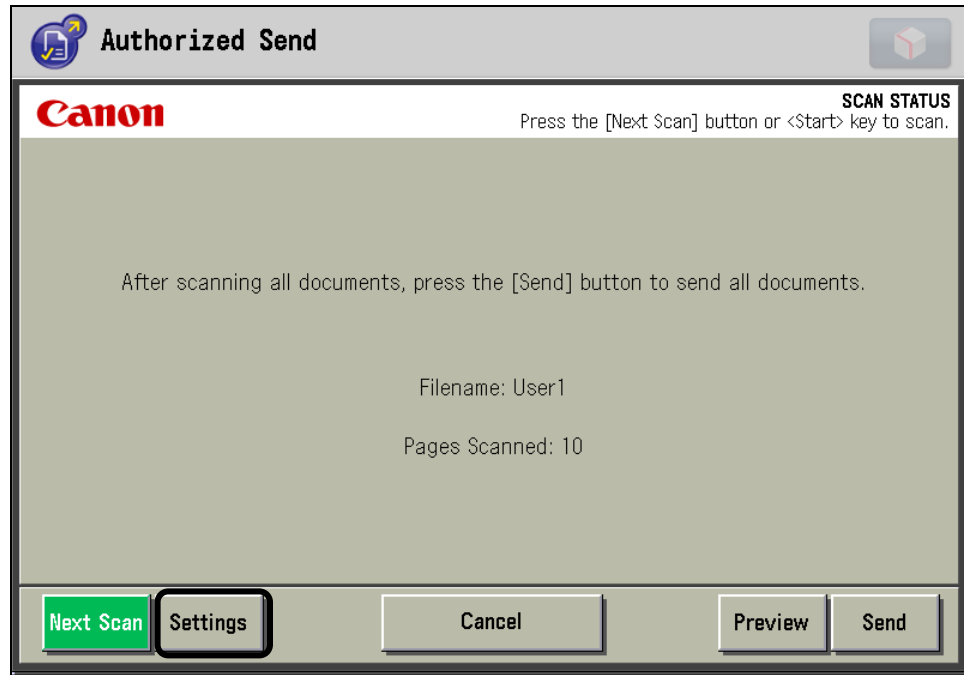 Authorized Send
Canon
SCAN STATUS
Press the [Next Scan] button or <Start> key to scan.
After scanning all documents, press the [Send] button to send all documents.
Filename: User1
Pages Scanned: 10
Next Scan Settings Cancel Preview Send